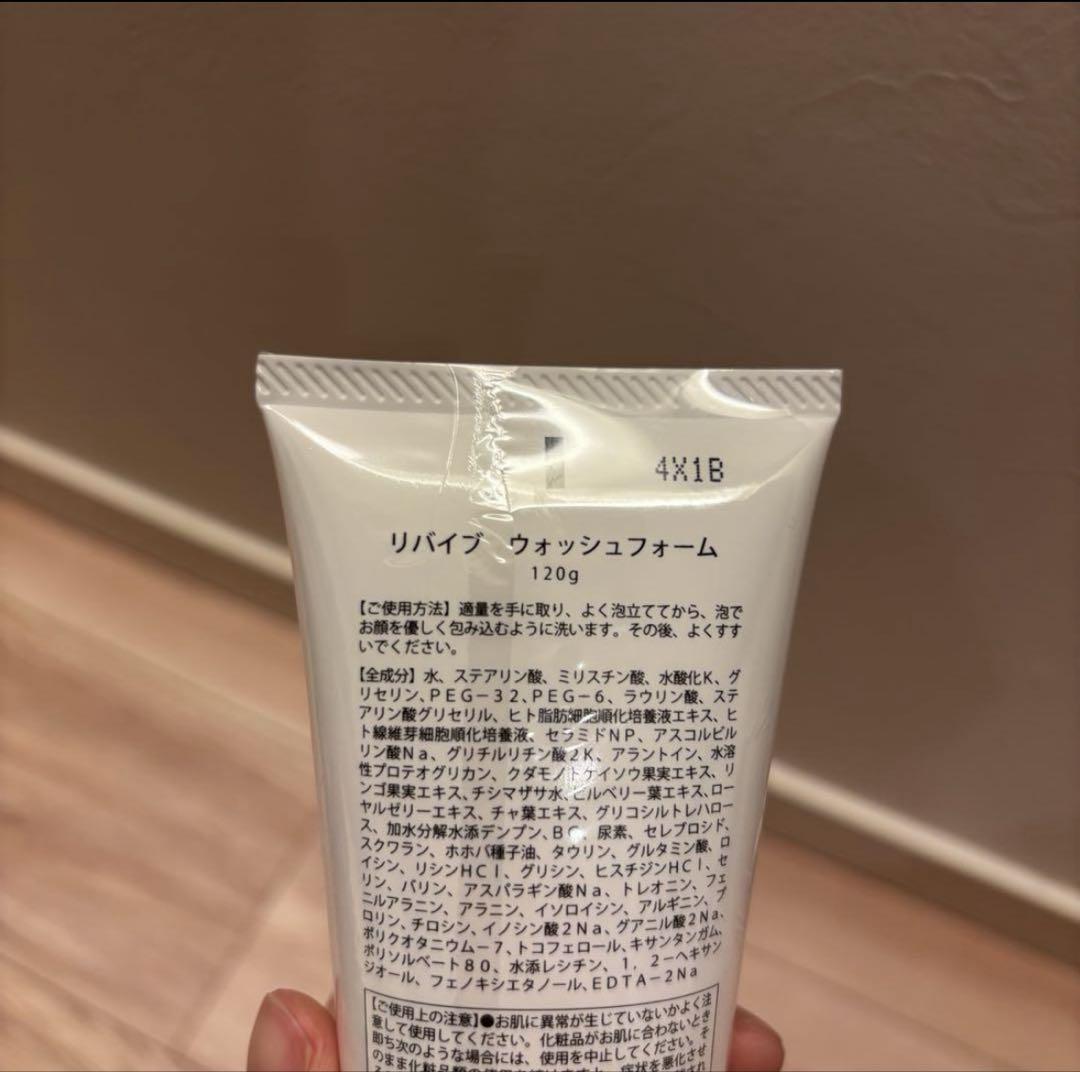 4X1B
リバイブ　ウォッシュフォーム
120g
【ご使用方法】適量を手に取り、よく泡立ててから、泡で
お顔を優しく包み込むように洗います。その後、よくすす
いでください。
【全成分】水、ステアリン酸、ミリスチン酸、水酸化K、グ
リセリン、PEG－32、PEG－6、ラウリン酸、ステ
アリン酸グリセリル、ヒト脂肪細胞順化培養液エキス、ヒ
ト線維芽細胞順化培養液、セラミドNP、アスコルビル
リン酸Na、グリチルリチン酸2K、アラントイン、水溶
性プロテオグリカン、クダモノトケイソウ果実エキス、リ
ンゴ果実エキス、チシマザサ水、ビルベリー葉エキス、ロー
ヤルゼリーエキス、チャ葉エキス、グリコシルトレハロー
ス、加水分解水添デンプン、BG、尿素、セレブロシド、
スクワラン、ホホバ種子油、タウリン、グルタミン酸、ロ
イシン、リシンHCl、グリシン、ヒスチジンHCl、セ
リン、バリン、アスパラギン酸Na、トレオニン、フェ
ニルアラニン、アラニン、イソロイシン、アルギニン、プ
ロリン、チロシン、イノシン酸2Na、グアニル酸2Na、
ポリクオタニウム－7、トコフェロール、キサンタンガム、
ポリソルベート80、水添レシチン、1，2－ヘキサン
ジオール、フェノキシエタノール、EDTA－2Na
【ご使用上の注意】●お肌に異常が生じていないかよく注
意して使用してください。化粧品がお肌に合わないとき
即ち次のような場合には、使用を中止してください。そ
のまま化粧品類の使用を続けますと、症状を悪化させ